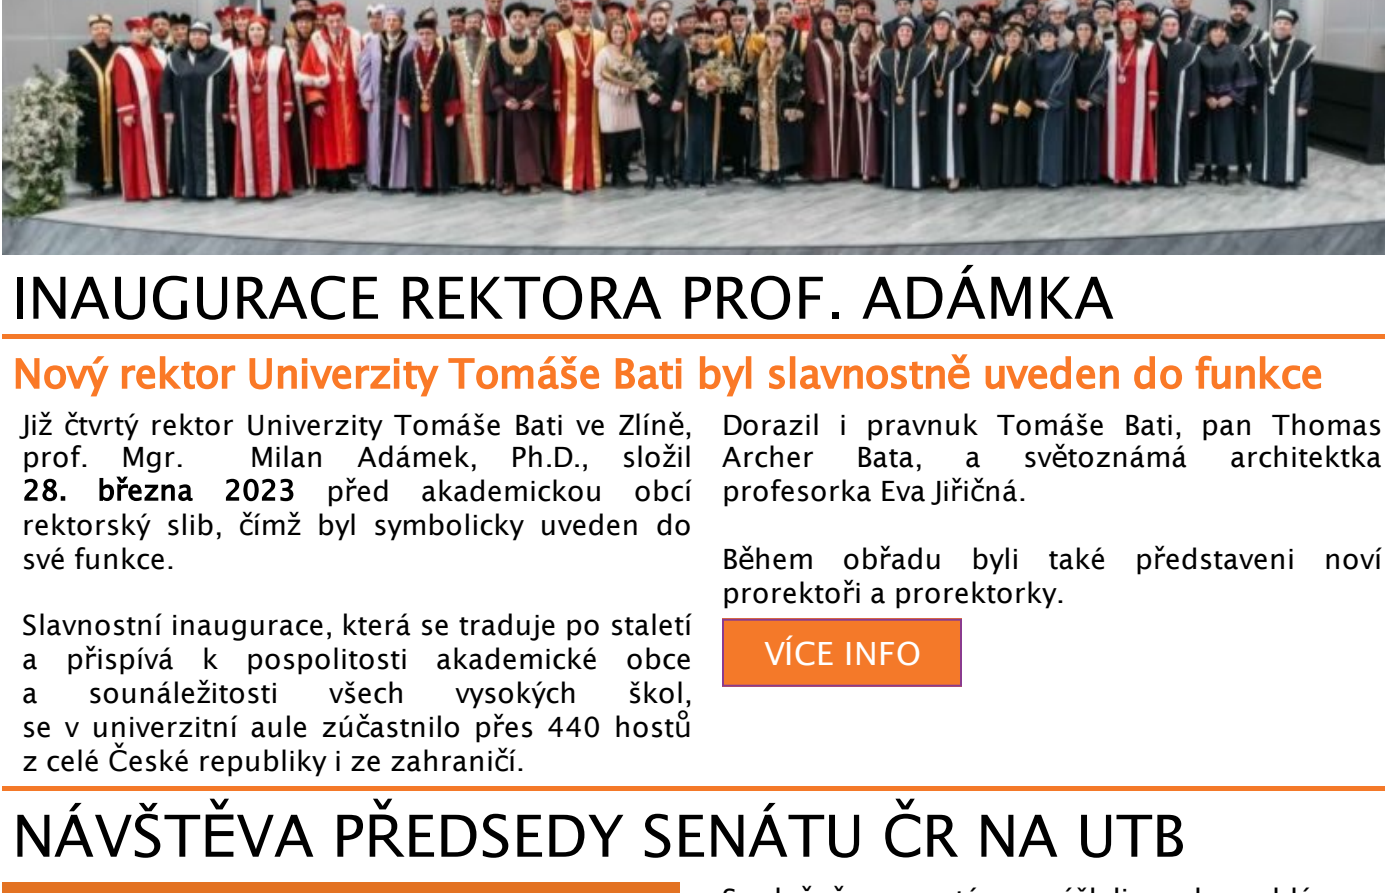 INAUGURACE REKTORA PROF. ADÁMKA
Nový rektor Univerzity Tomáše Bati byl slavnostně uveden do funkce
Již čtvrtý rektor Univerzity Tomáše Bati ve Zlíně,
prof. Mgr. Milan Adámek, Ph.D., složil
28. března 2023 před akademickou obcí
rektorský slib, čímž byl symbolicky uveden do
své funkce.
Slavnostní inaugurace, která se traduje po staletí
a přispívá k pospolitosti akademické obce
a sounáležitosti všech vysokých škol,
se v univerzitní aule zúčastnilo přes 440 hostů
z celé České republiky i ze zahraničí.
Dorazil i pravnuk Tomáše Bati, pan Thomas
Archer Bata, a světoznámá architektka
profesorka Eva Jiřičná.
Během obřadu byli také představeni noví
prorektoři a prorektorky.
VÍCE INFO
NÁVŠTĚVA PŘEDSEDY SENÁTU ČR NA UTB